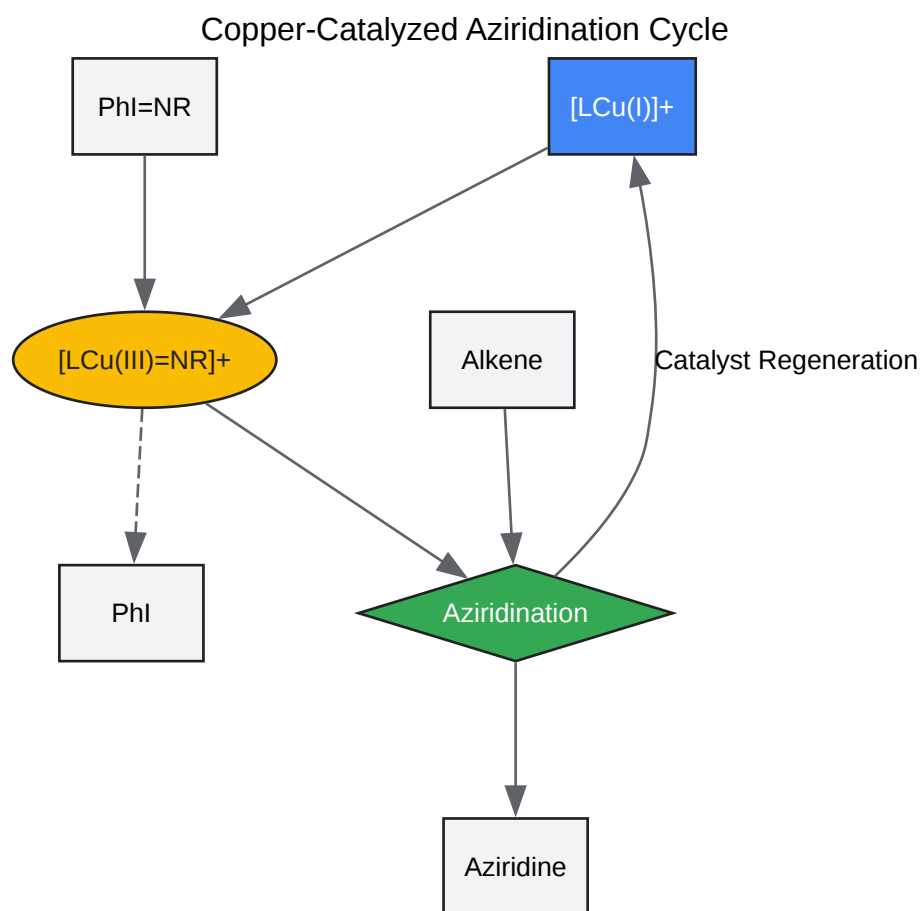 Copper-Catalyzed Aziridination Cycle
PhI=NR
[LCu(I)]+
[LCu(III)=NR]+
Alkene
Catalyst Regeneration
PhI
Aziridination
Aziridine